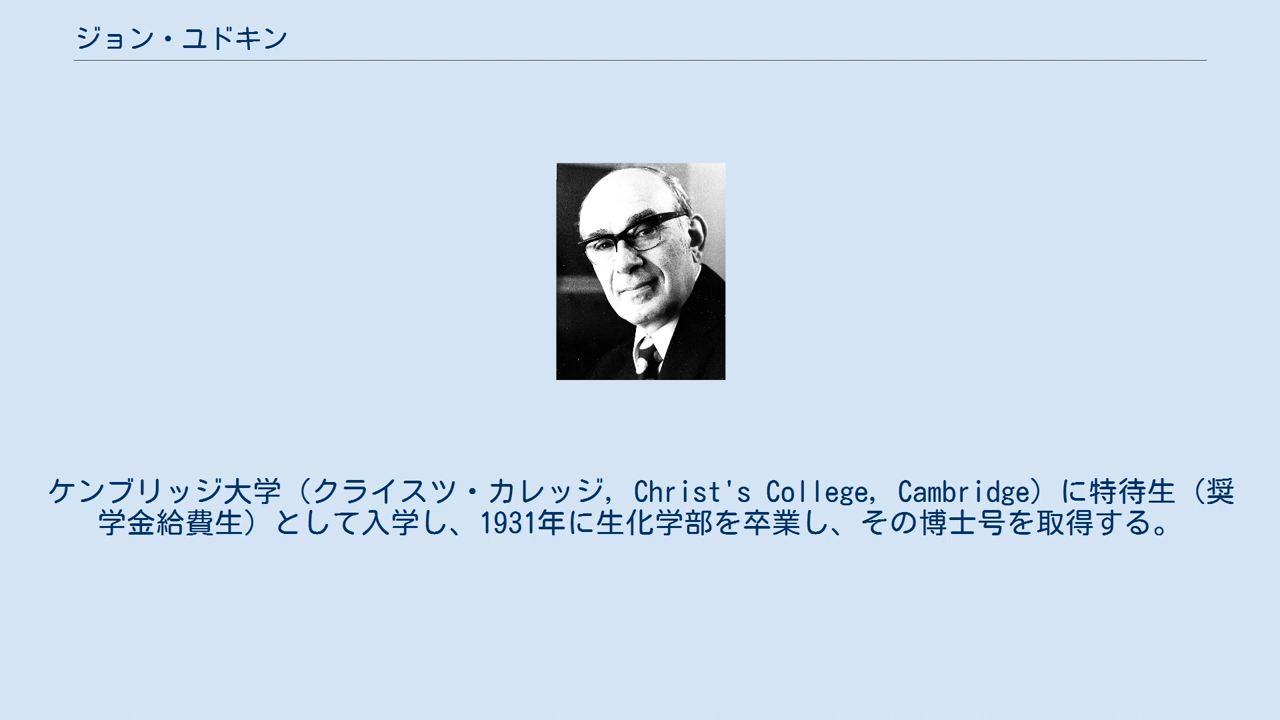 ジョン・ユドキン
ケンブリッジ大学（クライスツ・カレッジ, Christ's College, Cambridge）に特待生（奨
学金給費生）として入学し、1931年に生化学部を卒業し、その博士号を取得する。